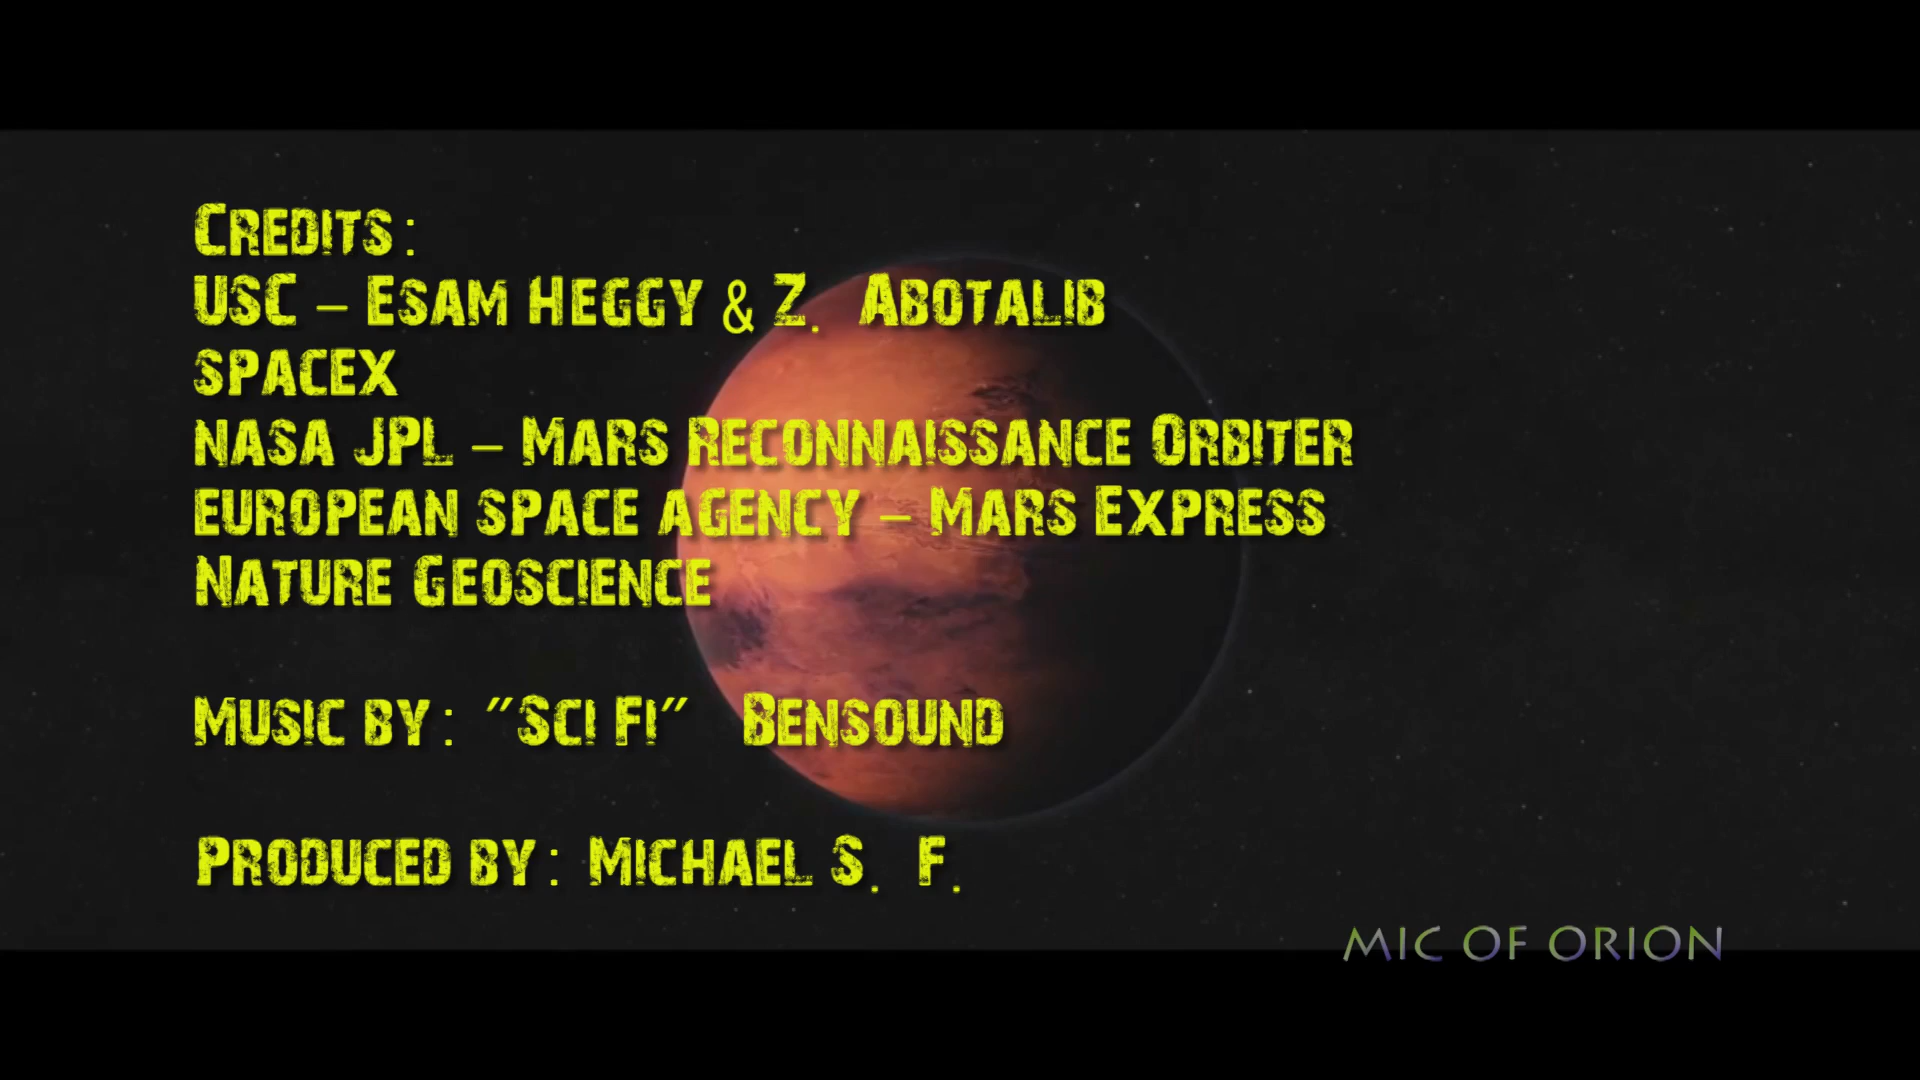 Credits:
USC – Esam Heggy & Z. Abotalib
SPACEX
NASA JPL – Mars Reconnaissance Orbiter
EUROPEAN SPACE AGENCY – Mars Express
Nature Geoscience
Music by: "Sci Fi" Bensound
Produced by: Michael S. F.
MIC OF ORION